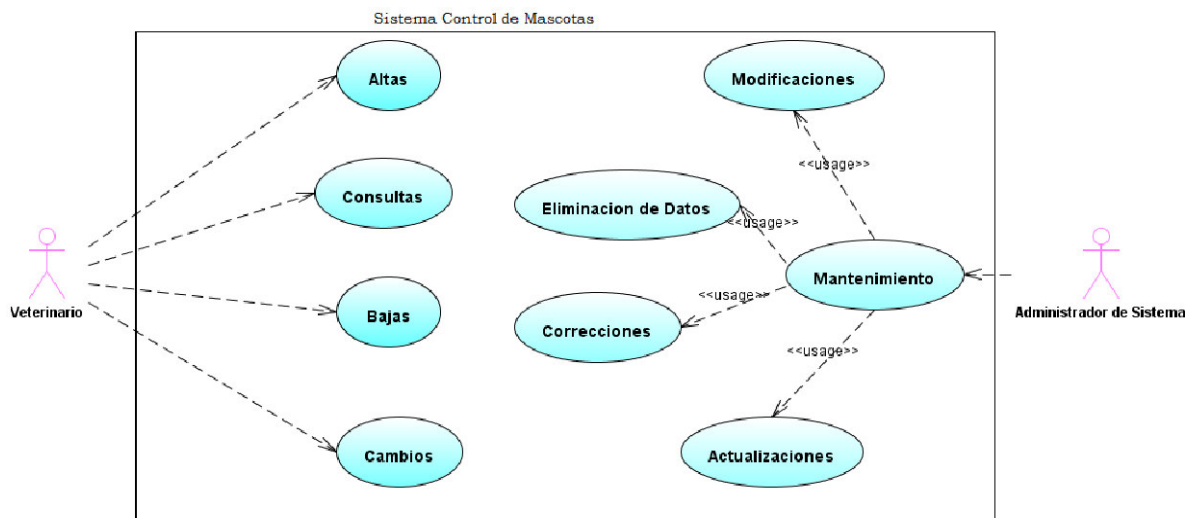 Sistema Control de Mascotas
Altas
Modificaciones
<<usage>>
Consultas
Eliminacion de Datos
<<usage>>
Mantenimiento
Veterinario
Administrador de Sistema
<<usage>>
Bajas
Correcciones
<<usage>>
Cambios
Actualizaciones